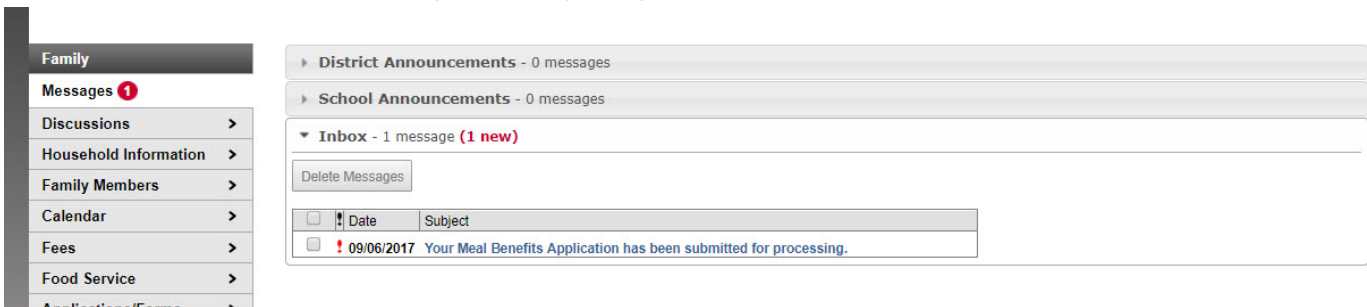 Family
Messages 1
Discussions >
Household Information >
Family Members >
Calendar >
Fees >
Food Service >
Applications/Forms >
District Announcements - 0 messages
School Announcements - 0 messages
Inbox - 1 message (1 new)
Delete Messages
! Date Subject
! 09/06/2017 Your Meal Benefits Application has been submitted for processing.